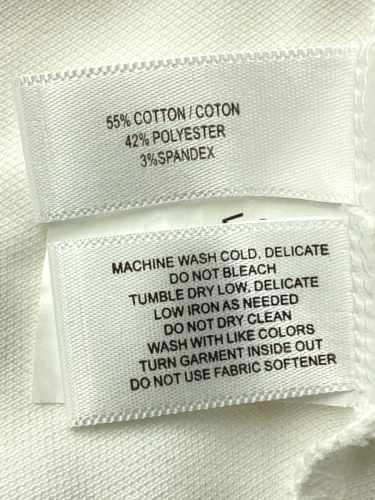 55% COTTON / COTON
42% POLYESTER
3%SPANDEX
MACHINE WASH COLD, DELICATE
DO NOT BLEACH
TUMBLE DRY LOW, DELICATE
LOW IRON AS NEEDED
DO NOT DRY CLEAN
WASH WITH LIKE COLORS
TURN GARMENT INSIDE OUT
DO NOT USE FABRIC SOFTENER